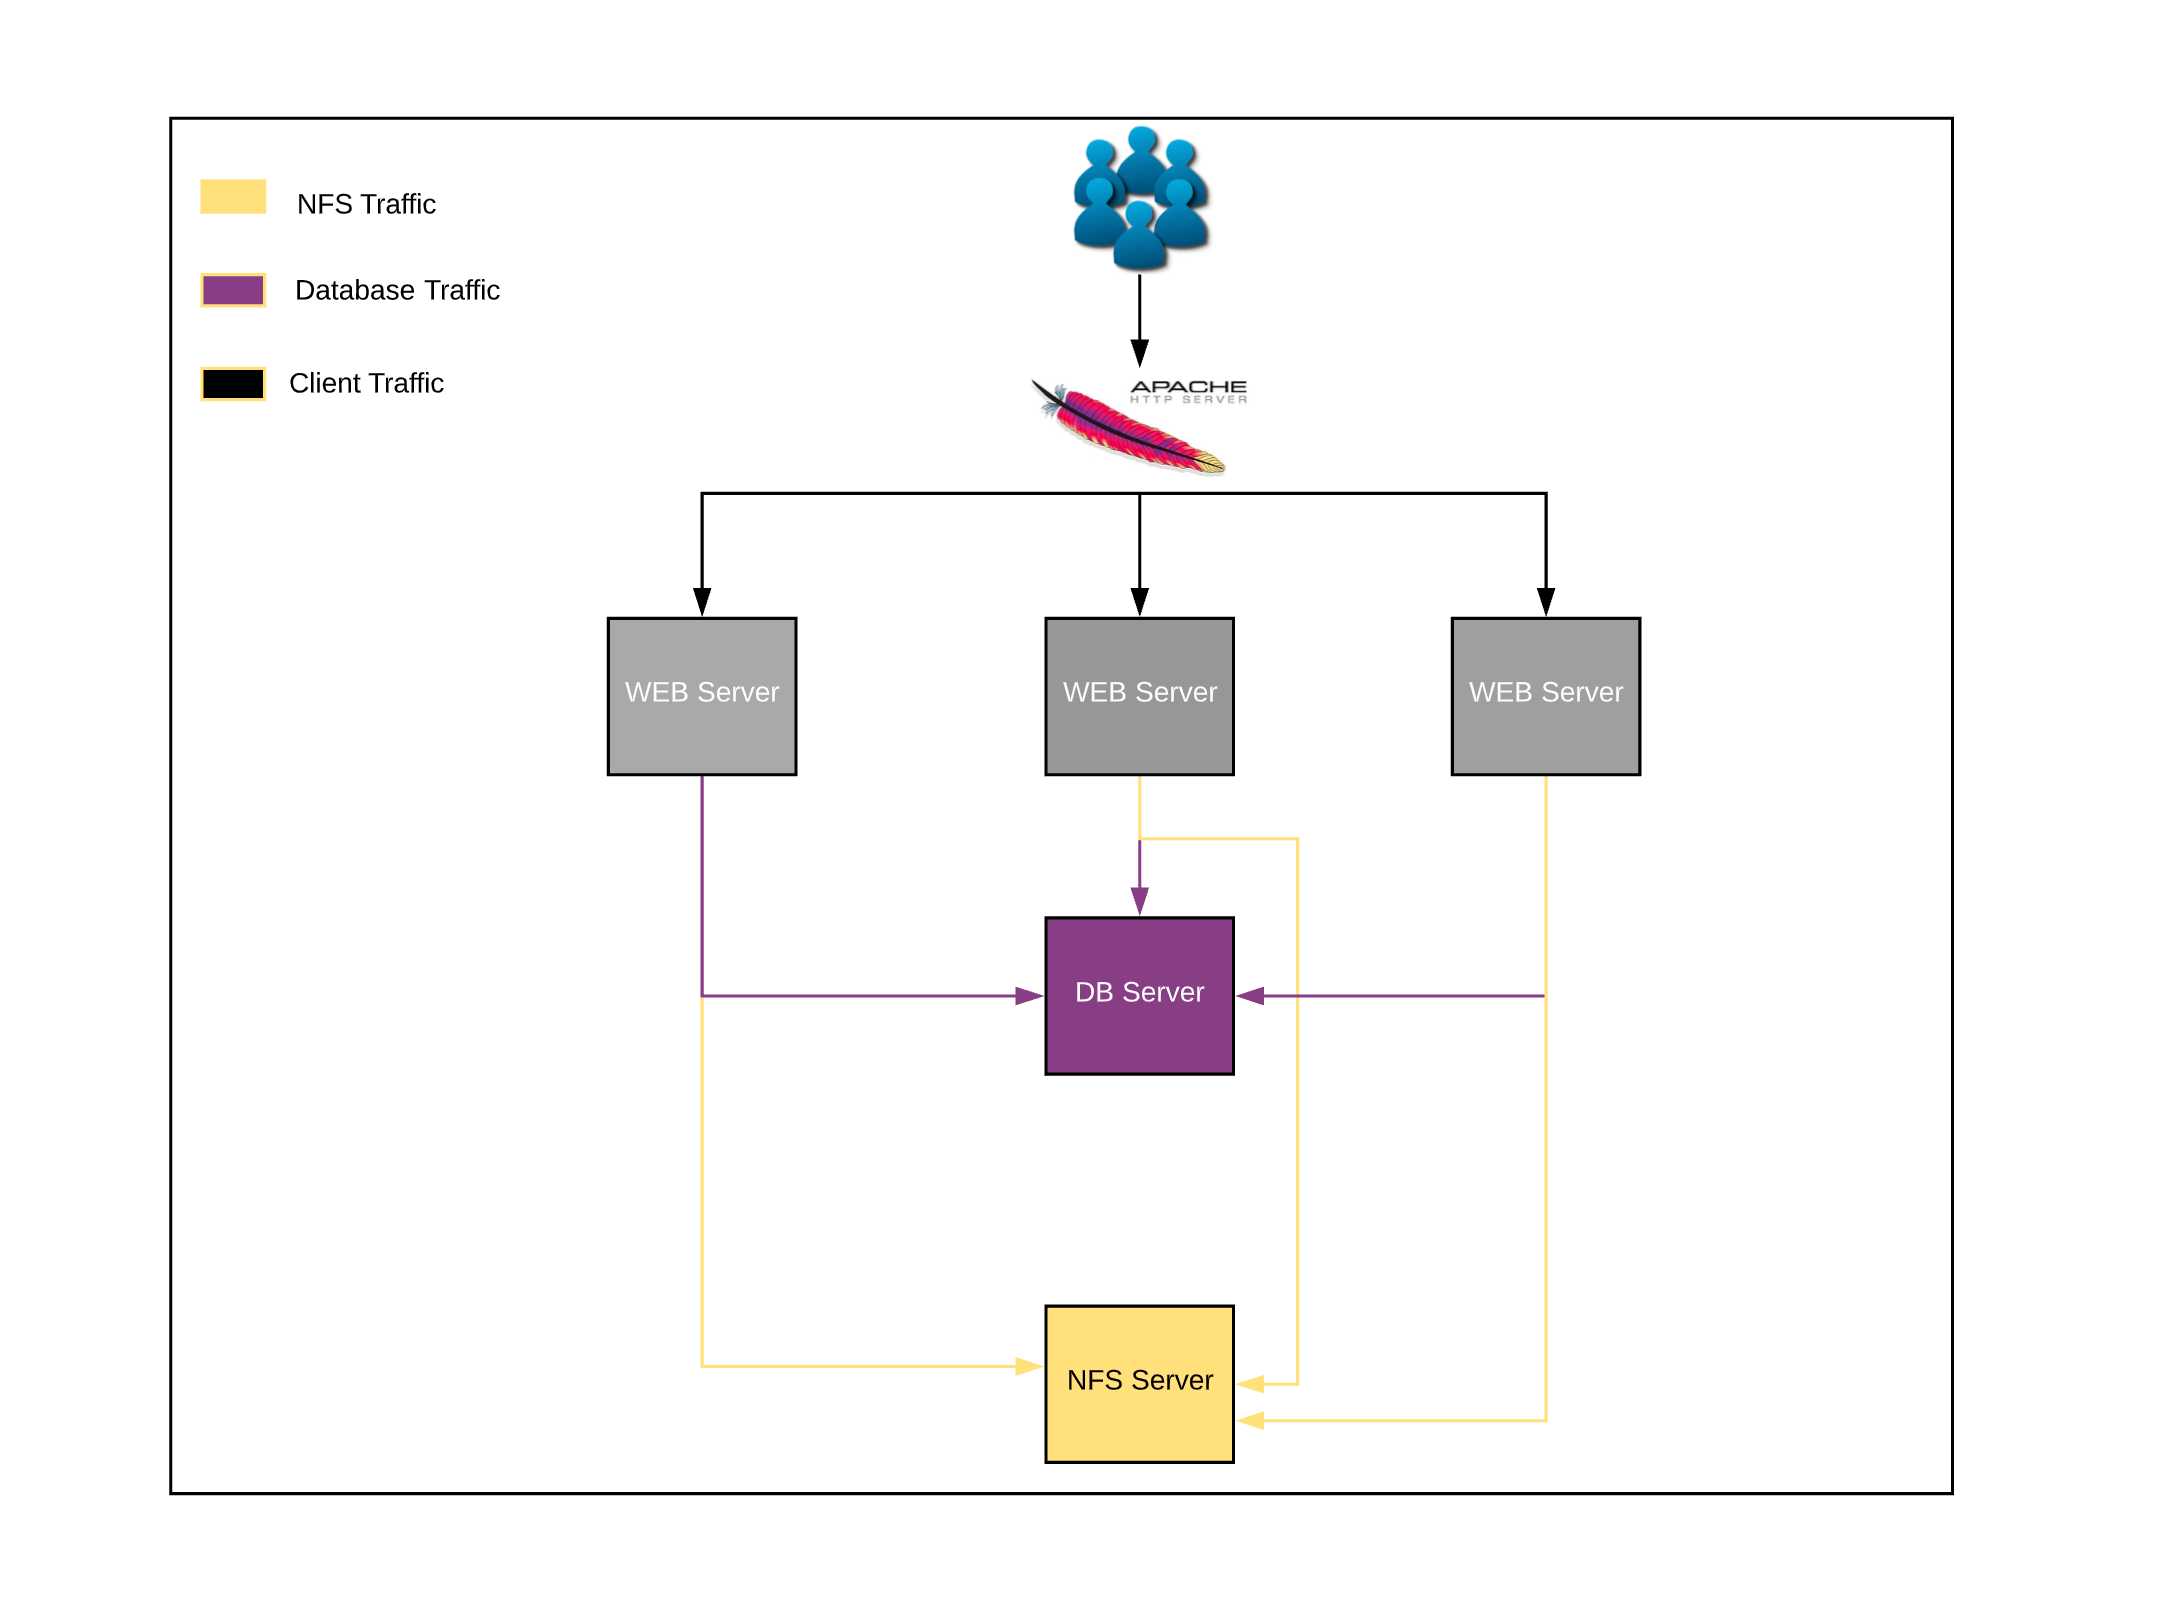 NFS Traffic
Database Traffic
Client Traffic
APACHE
HTTP SERVER
WEB Server
WEB Server
WEB Server
DB Server
NFS Server